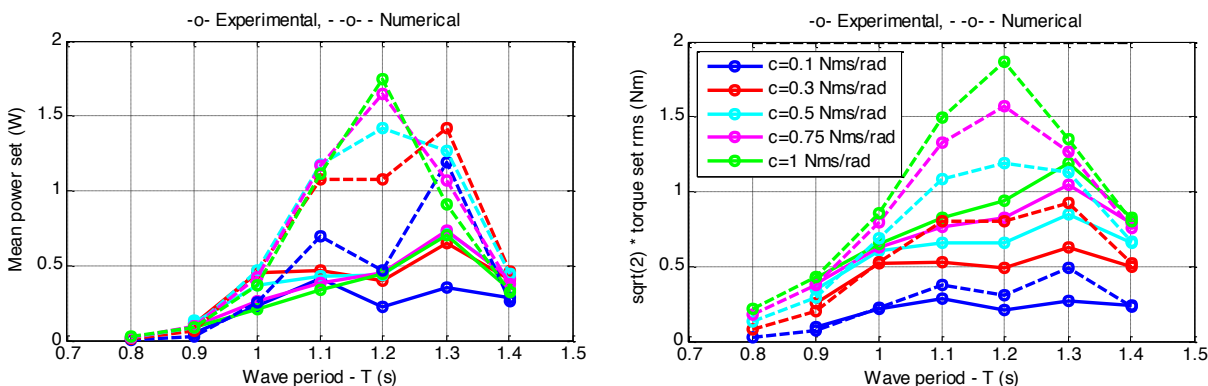 -o- Experimental, - -o- - Numerical
Mean power set (W)
2
1.5
1
0.5
0
0.7 0.8 0.9 1 1.1 1.2 1.3 1.4 1.5
Wave period - T (s)
-o- Experimental, - -o- - Numerical
sqrt(2) * torque set rms (Nm)
2
1.5
1
0.5
0
c=0.1 Nms/rad
c=0.3 Nms/rad
c=0.5 Nms/rad
c=0.75 Nms/rad
c=1 Nms/rad
0.7 0.8 0.9 1 1.1 1.2 1.3 1.4 1.5
Wave period - T (s)